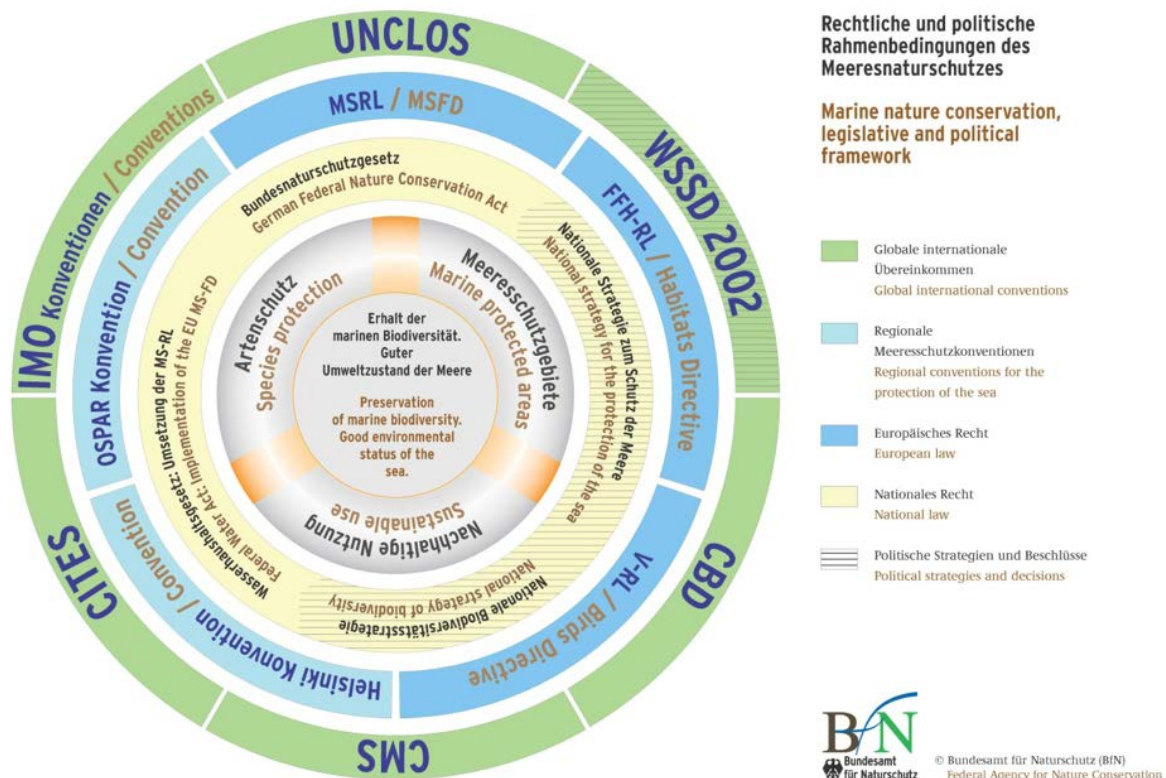 UNCLOS
WSSD 2002
CBD
CMS
CITES
IMO Konventionen / Conventions
MSRL / MSFD
FFH-RL / Habitats Directive
V-RL / Birds Directive
Helsinki Konvention / Convention
OSPAR Konvention / Convention
Bundesnaturschutzgesetz
German Federal Nature Conservation Act
Nationale Strategie zum Schutz der Meere
National strategy for the protection of the sea
Nationale Biodiversitätsstrategie
National strategy of biodiversity
Wasserhaushaltsgesetz: Umsetzung der MS-RL
Federal Water Act: Implementation of the EU MS-FD
Artenschutz
Species protection
Meeresschutzgebiete
Marine protected areas
Nachhaltige Nutzung
Sustainable use
Erhalt der
marinen Biodiversität.
Guter
Umweltzustand der Meere
Preservation
of marine biodiversity.
Good environmental
status of the
sea.
Rechtliche und politische
Rahmenbedingungen des
Meeresnaturschutzes
Marine nature conservation,
legislative and political
framework
Globale internationale
Übereinkommen
Global international conventions
Regionale
Meeresschutzkonventionen
Regional conventions for the
protection of the sea
Europäisches Recht
European law
Nationales Recht
National law
Politische Strategien und Beschlüsse
Political strategies and decisions
BfN
Bundesamt
für Naturschutz
© Bundesamt für Naturschutz (BfN)
Federal Agency for Nature Conservation